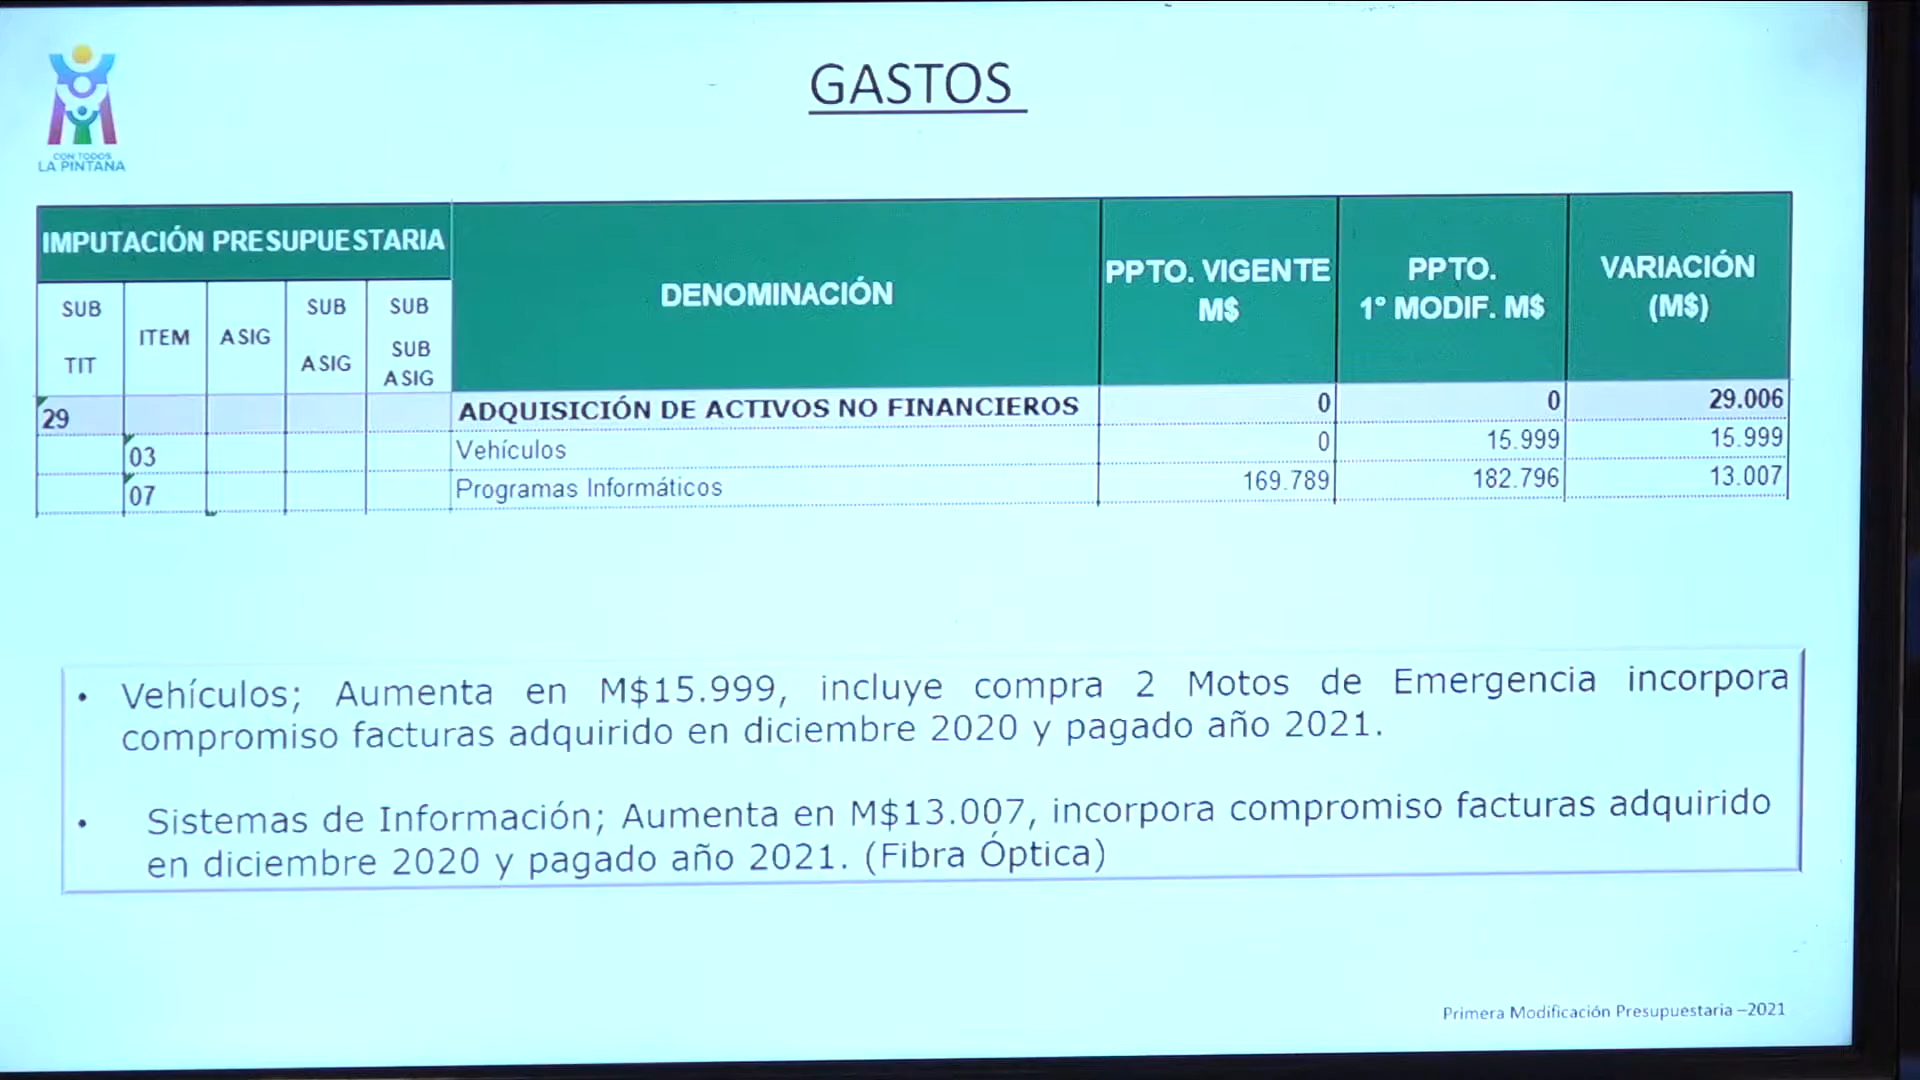 CON TODOS
LA PINTANA
GASTOS
IMPUTACIÓN PRESUPUESTARIA
DENOMINACIÓN
PPTO. VIGENTE
M$
PPTO.
1° MODIF. M$
VARIACIÓN
(M$)
SUB
TIT
ITEM
ASIG
SUB
ASIG
SUB
SUB
ASIG
29 ADQUISICIÓN DE ACTIVOS NO FINANCIEROS 0 0 29.006
03 Vehículos 0 15.999 15.999
07 Programas Informáticos 169.789 182.796 13.007
• Vehículos; Aumenta en M$15.999, incluye compra 2 Motos de Emergencia incorpora
compromiso facturas adquirido en diciembre 2020 y pagado año 2021.
• Sistemas de Información; Aumenta en M$13.007, incorpora compromiso facturas adquirido
en diciembre 2020 y pagado año 2021. (Fibra Óptica)
Primera Modificación Presupuestaria –2021